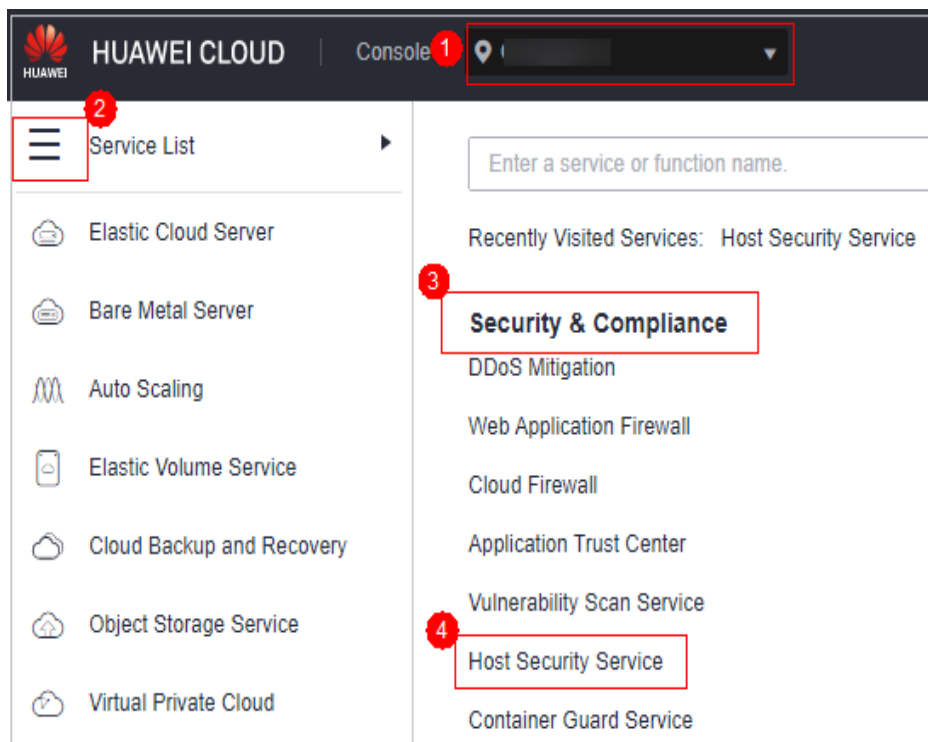 HUAWEI
HUAWEI CLOUD
Console
1
2
Service List
Enter a service or function name.
Elastic Cloud Server
Recently Visited Services: Host Security Service
3
Bare Metal Server
Security & Compliance
DDoS Mitigation
Auto Scaling
Web Application Firewall
Elastic Volume Service
Cloud Firewall
Cloud Backup and Recovery
Application Trust Center
Vulnerability Scan Service
Object Storage Service
4
Host Security Service
Virtual Private Cloud
Container Guard Service